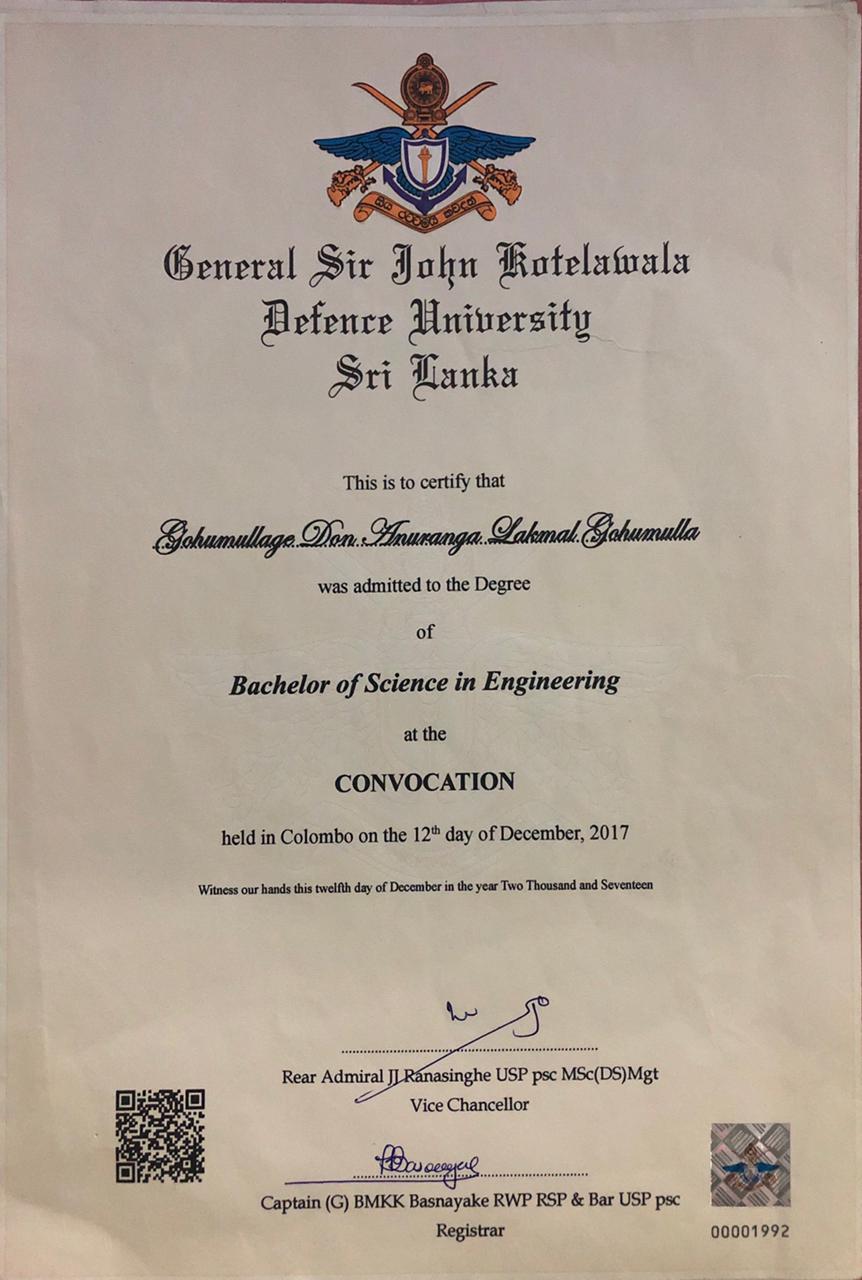 General Sir John Kotelawala
Defence University
Sri Lanka
This is to certify that
Gohumullage Don Anuranga Lakmal Gohumulla
was admitted to the Degree
of
Bachelor of Science in Engineering
at the
CONVOCATION
held in Colombo on the 12th day of December, 2017
Witness our hands this twelfth day of December in the year Two Thousand and Seventeen
Rear Admiral JJ Ranasinghe USP psc MSc(DS)Mgt
Vice Chancellor
Captain (G) BMKK Basnayake RWP RSP & Bar USP psc
Registrar
00001992